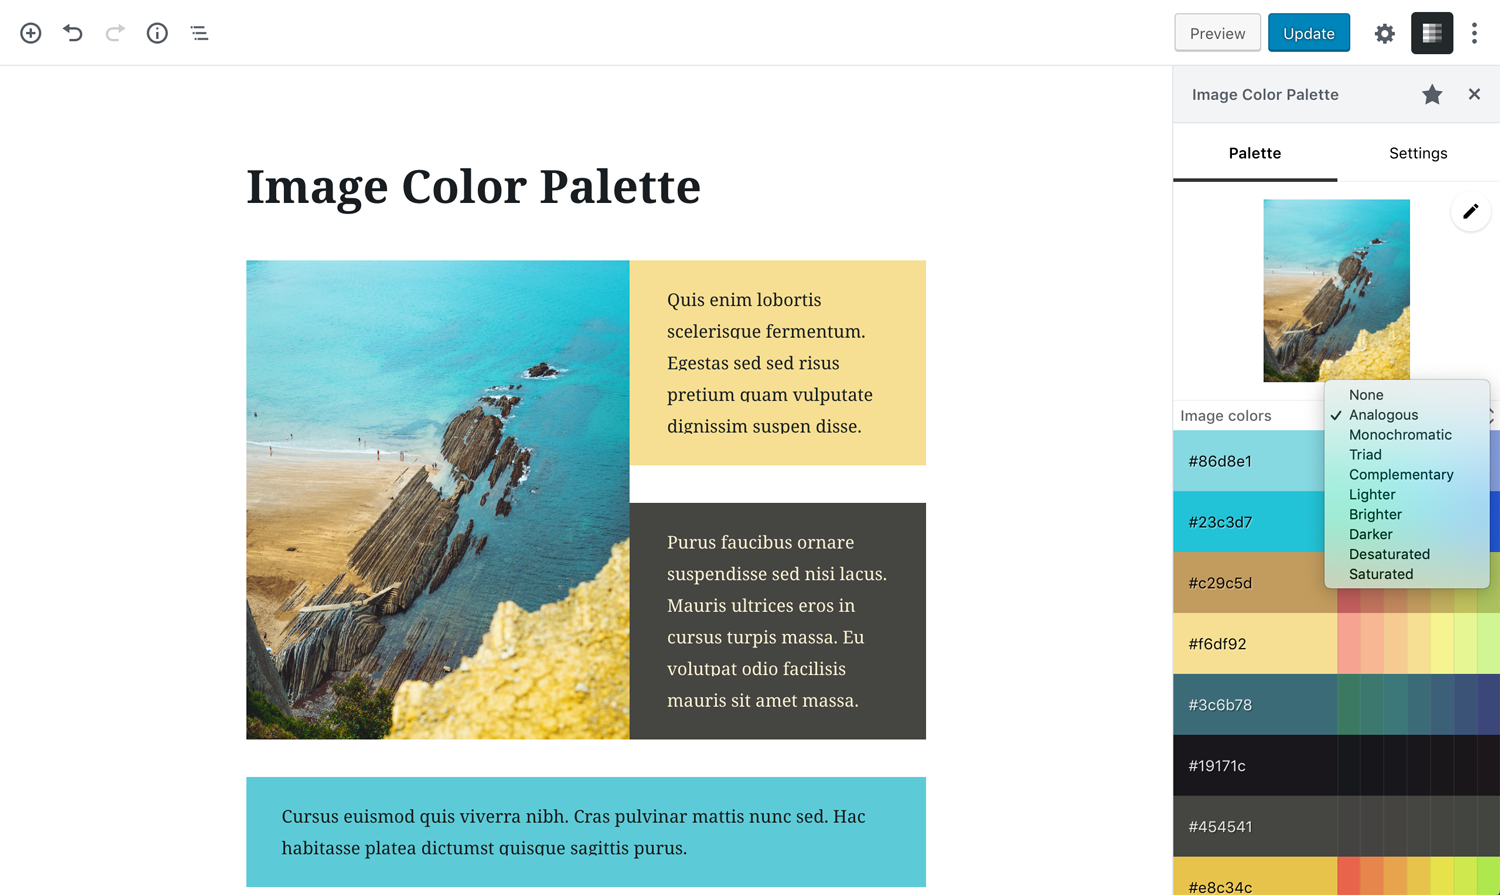 Preview
Update
Image Color Palette
Palette
Settings
Image Color Palette
Quis enim lobortis
scelerisque fermentum.
Egestas sed sed risus
pretium quam vulputate
dignissim suspen disse.
Purus faucibus ornare
suspendisse sed nisi lacus.
Mauris ultrices eros in
cursus turpis massa. Eu
volutpat odio facilisis
mauris sit amet massa.
Cursus euismod quis viverra nibh. Cras pulvinar mattis nunc sed. Hac
habitasse platea dictumst quisque sagittis purus.
Image colors
None
Analogous
Monochromatic
Triad
Complementary
Lighter
Brighter
Darker
Desaturated
Saturated
#86d8e1
#23c3d7
#c29c5d
#f6df92
#3c6b78
#19171c
#454541
#e8c34c